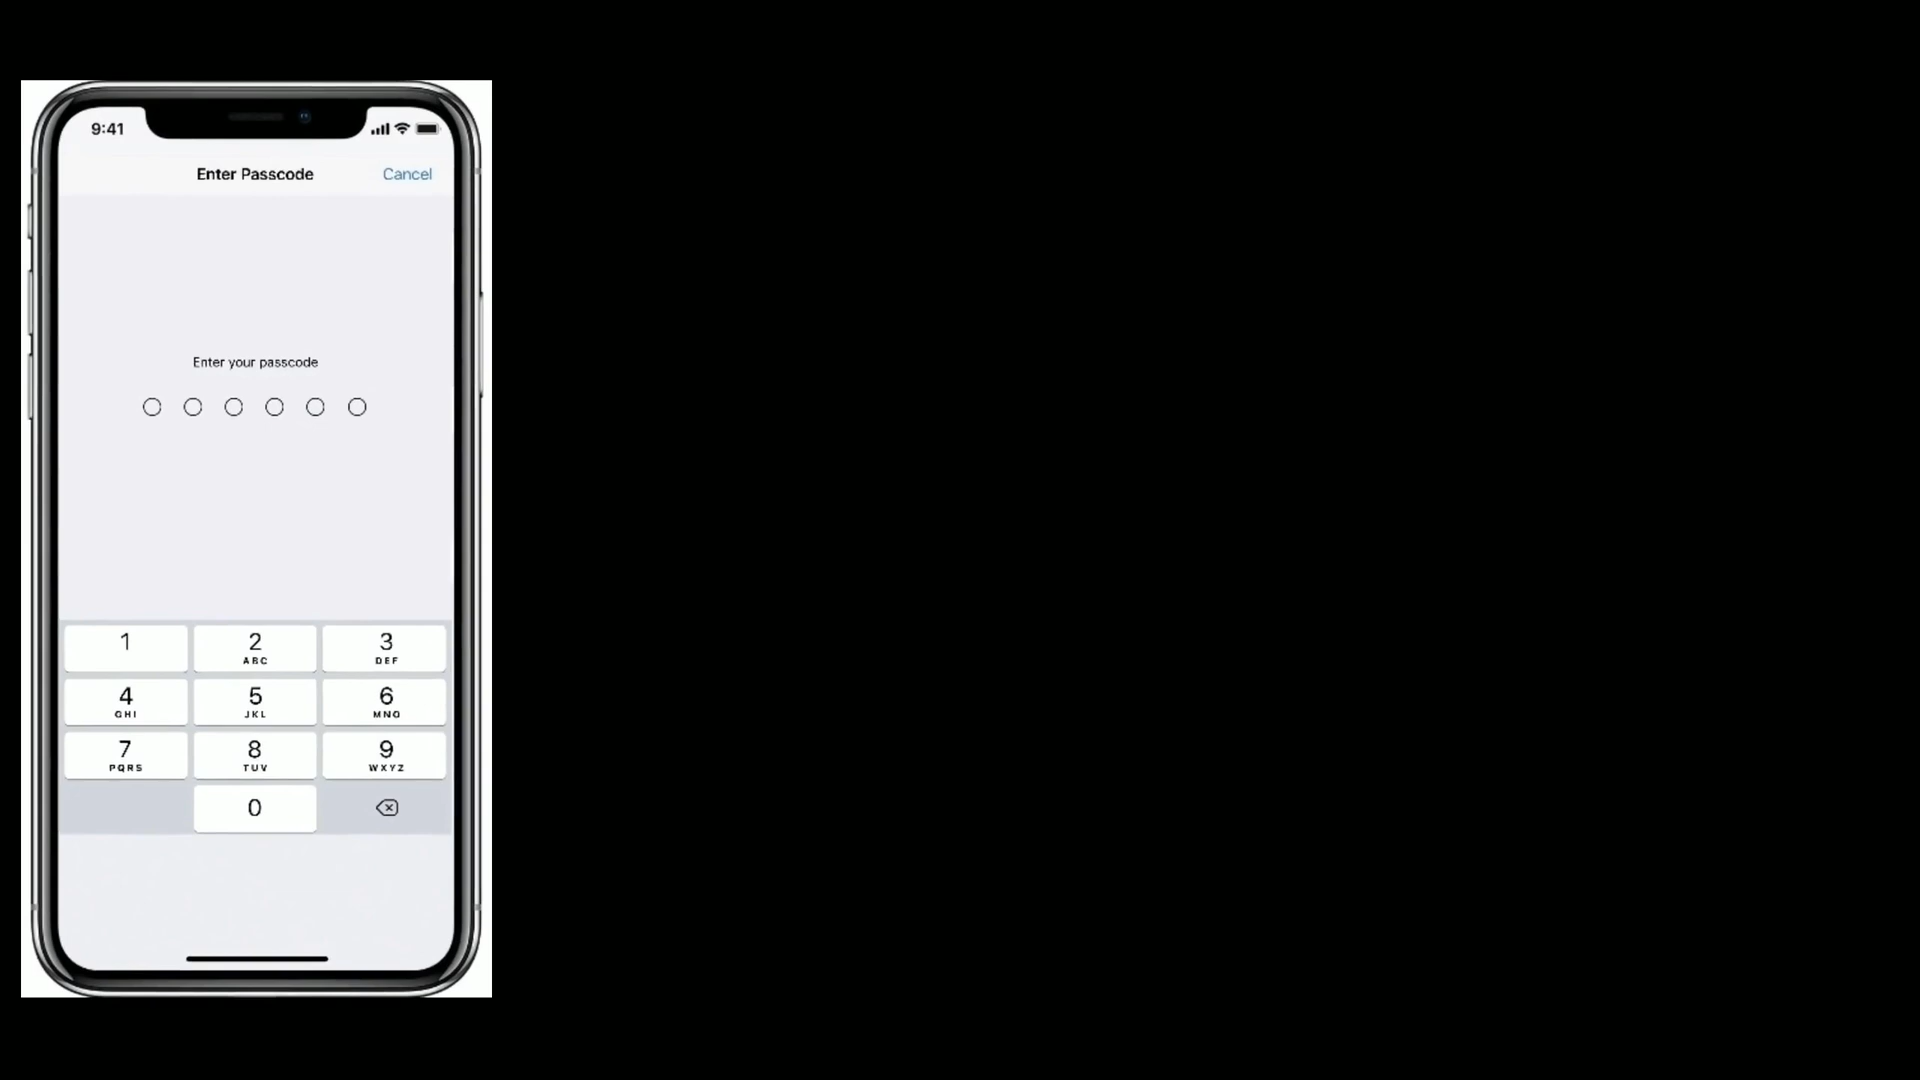 9:41
Enter Passcode
Cancel
Enter your passcode
1
2
ABC
3
DEF
4
GHI
5
JKL
6
MNO
7
PQRS
8
TUV
9
WXYZ
0